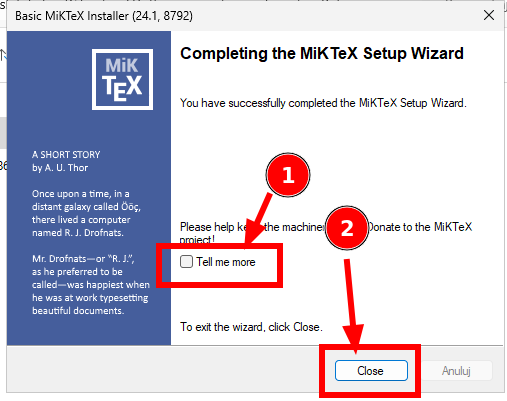 Basic MiKTeX Installer (24.1, 8792)
MiK
TEX
Completing the MiKTeX Setup Wizard
You have successfully completed the MiKTeX Setup Wizard.
A SHORT STORY
by A. U. Thor
Once upon a time, in a
distant galaxy called Ööç,
there lived a computer
named R. J. Drofnats.
Mr. Drofnats—or “R. J.”,
as he preferred to be
called—was happiest when
he was at work typesetting
beautiful documents.
1
2
Please help the Donate to the MiKTeX
project!
Tell me more
To exit the wizard, click Close.
Close
Anuluj